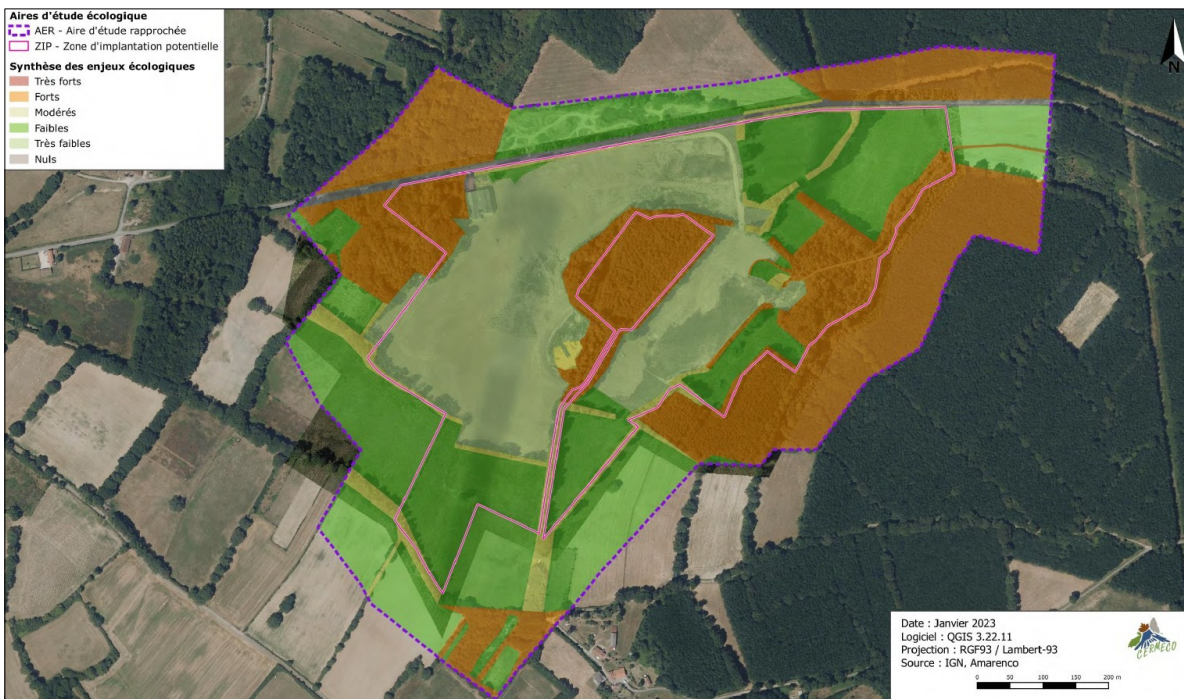 Aires d'étude écologique
AER - Aire d'étude rapprochée
ZIP - Zone d'implantation potentielle
Synthèse des enjeux écologiques
Très forts
Forts
Modérés
Faibles
Très faibles
Nuls
N
Date : Janvier 2023
Logiciel : QGIS 3.22.11
Projection : RGF93 / Lambert-93
Source : IGN, Amarenco
CERMECO
0 50 100 150 200 m